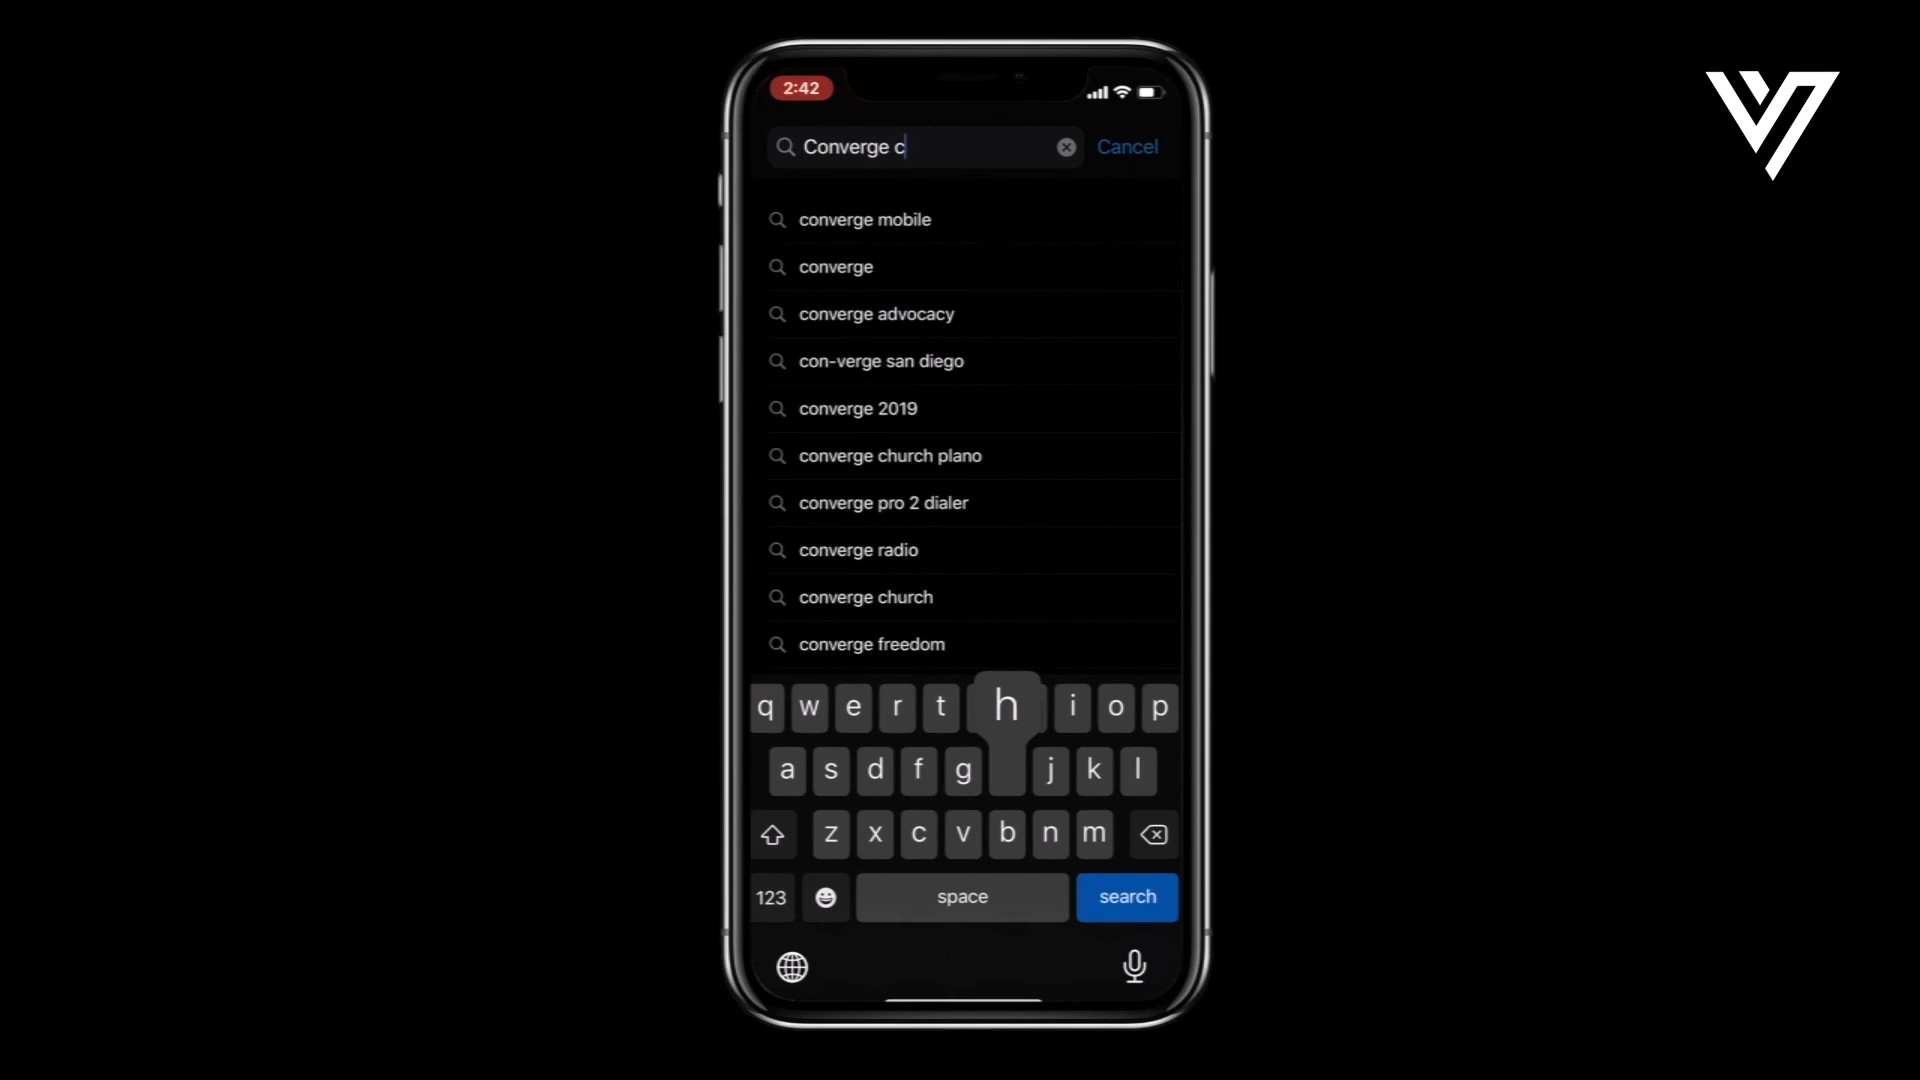 2:42
Converge c
Cancel
converge mobile
converge
converge advocacy
con-verge san diego
converge 2019
converge church plano
converge pro 2 dialer
converge radio
converge church
converge freedom
q w e r t h i o p
a s d f g j k l
z x c v b n m
123 space search